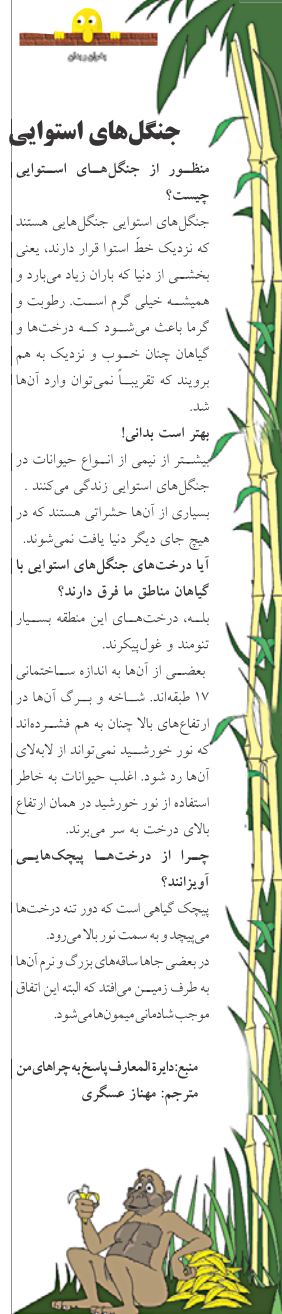 بخوان و بدان
جنگل‌های استوایی
منظور از جنگل‌های استوایی
چیست؟
جنگل‌های استوایی جنگل‌هایی هستند
که نزدیک خطّ استوا قرار دارند، یعنی
بخشی از دنیا که باران زیاد می‌بارد و
همیشه خیلی گرم است. رطوبت و
گرما باعث می‌شود که درخت‌ها و
گیاهان چنان خوب و نزدیک به هم
برویند که تقریباً نمی‌توان وارد آن‌ها
شد.
بهتر است بدانی!
بیشتر از نیمی از انواع حیوانات در
جنگل‌های استوایی زندگی می‌کنند .
بسیاری از آن‌ها حشراتی هستند که در
هیچ جای دیگر دنیا یافت نمی‌شوند.
آیا درخت‌های جنگل‌های استوایی با
گیاهان مناطق ما فرق دارند؟
بله، درخت‌های این منطقه بسیار
تنومند و غول‌پیکرند.
بعضی از آن‌ها به اندازه ساختمانی
۱۷ طبقه‌اند. شاخه و برگ آن‌ها در
ارتفاع‌های بالا چنان به هم فشرده‌اند
که نور خورشید نمی‌تواند از لابه‌لای
آن‌ها رد شود. اغلب حیوانات به خاطر
استفاده از نور خورشید در همان ارتفاع
بالای درخت به سر می‌برند.
چرا از درخت‌ها پیچک‌هایی
آویزانند؟
پیچک گیاهی است که دور تنه درخت‌ها
می‌پیچد و به سمت نور بالا می‌رود.
در بعضی جاها ساقه‌های بزرگ و نرم آن‌ها
به طرف زمین می‌افتد که البته این اتفاق
موجب شادمانی میمون‌ها می‌شود.
منبع:دایرة المعارف پاسخ به چراهای من
مترجم: مهناز عسگری